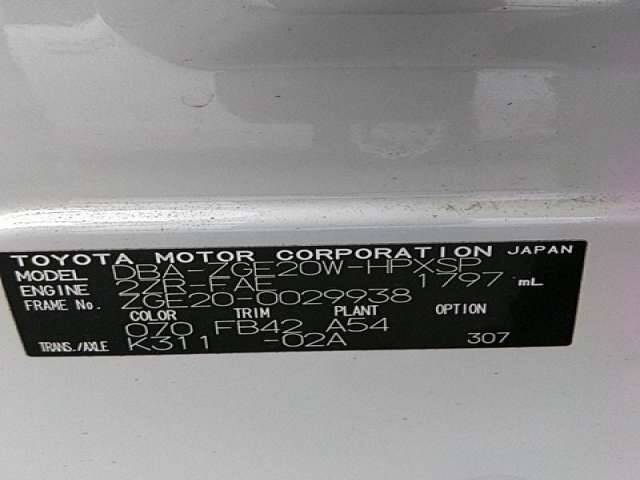 TOYOTA MOTOR CORPORATION JAPAN
MODEL DBA-ZGE20W-HPXSP
ENGINE 2ZR-FAE 1797 mL
FRAME No. ZGE20-0029938
COLOR TRIM PLANT OPTION
070 FB42 A54
TRANS./AXLE K311 -02A 307